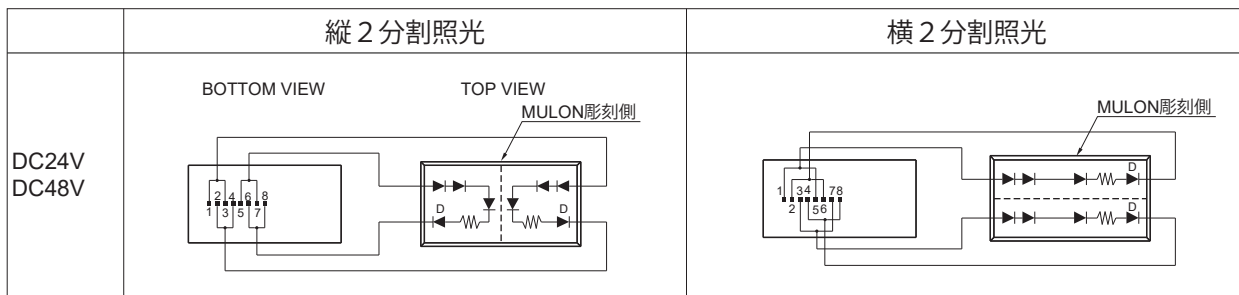 縦２分割照光
横２分割照光
DC24V
DC48V
BOTTOM VIEW
TOP VIEW
MULON彫刻側
2 4 6 8
1 3 5 7
D
D
MULON彫刻側
1 34 78
2 56
D
D